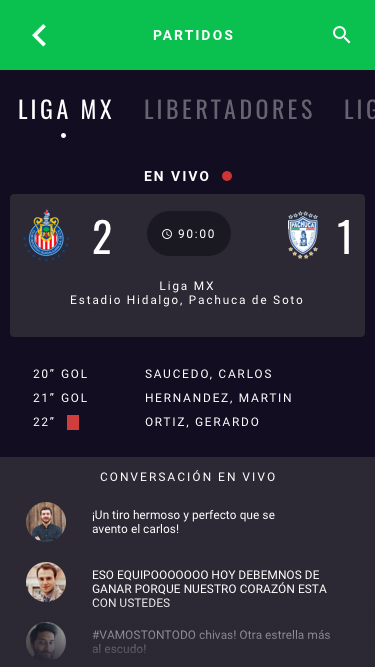 PARTIDOS
LIGA MX LIBERTADORES LIG
EN VIVO
2 90:00 PACHUCA 1
Liga MX
Estadio Hidalgo, Pachuca de Soto
20” GOL SAUCEDO, CARLOS
21” GOL HERNANDEZ, MARTIN
22” ORTIZ, GERARDO
CONVERSACIÓN EN VIVO
¡Un tiro hermoso y perfecto que se
avento el carlos!
ESO EQUIPOOOOOOO HOY DEBEMNOS DE
GANAR PORQUE NUESTRO CORAZÓN ESTA
CON USTEDES
#VAMOSTONTODO chivas! Otra estrella más
al escudo!